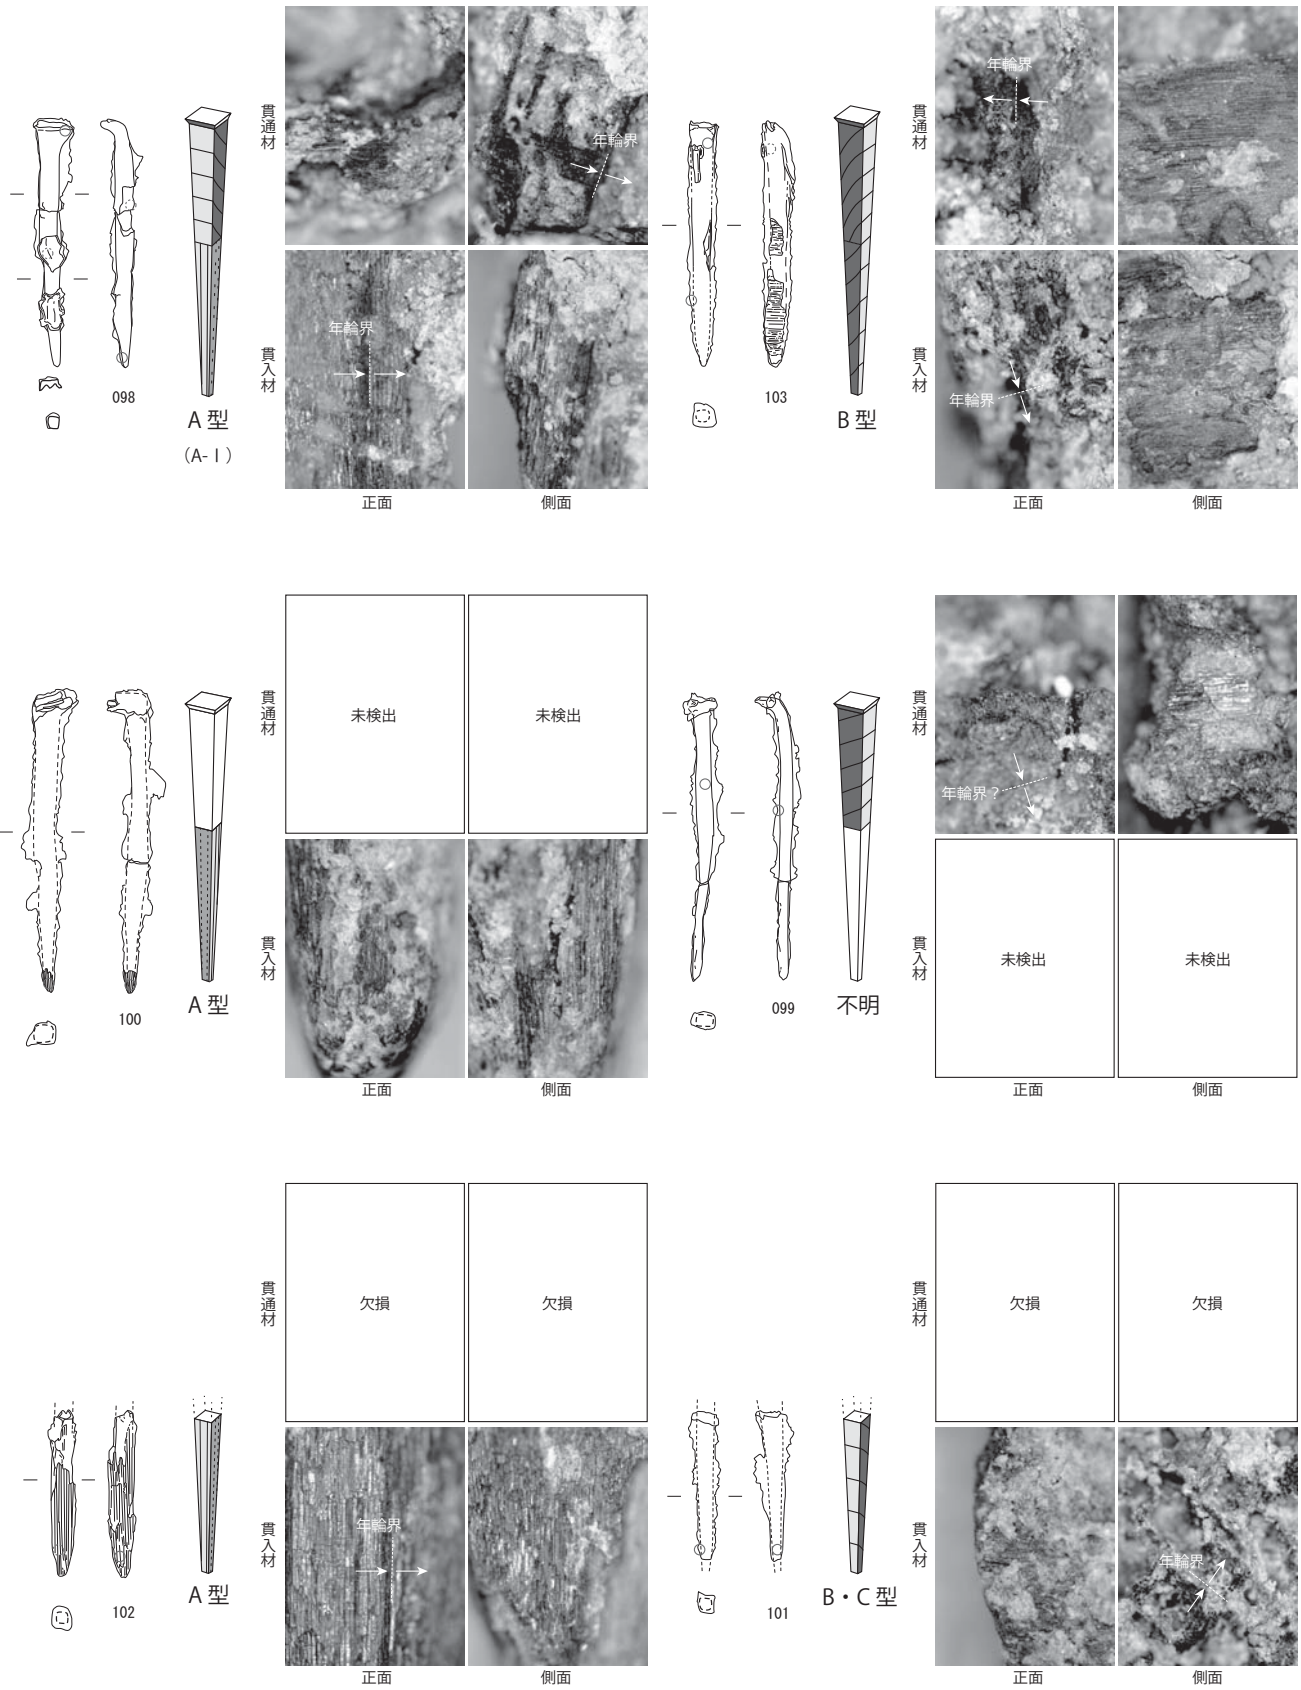 貫通材
年輪界
貫入材
年輪界
098
A 型
（A-Ⅰ）
正面
側面
貫通材
年輪界
貫入材
年輪界
103
B 型
正面
側面
貫通材
未検出
未検出
貫入材
100
A 型
正面
側面
貫通材
年輪界？
貫入材
未検出
未検出
099
不明
正面
側面
貫通材
欠損
欠損
貫入材
年輪界
102
A 型
正面
側面
貫通材
欠損
欠損
貫入材
年輪界
101
B・C 型
正面
側面